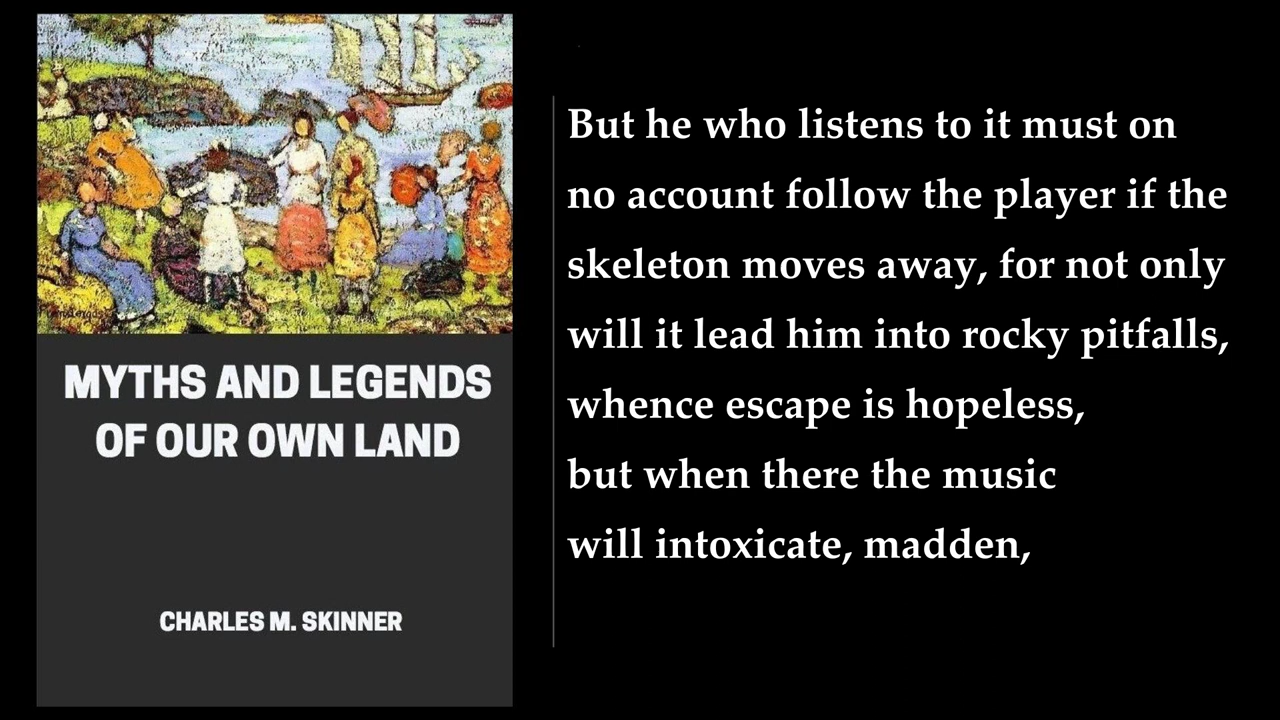 MYTHS AND LEGENDS
OF OUR OWN LAND
CHARLES M. SKINNER
But he who listens to it must on
no account follow the player if the
skeleton moves away, for not only
will it lead him into rocky pitfalls,
whence escape is hopeless,
but when there the music
will intoxicate, madden,